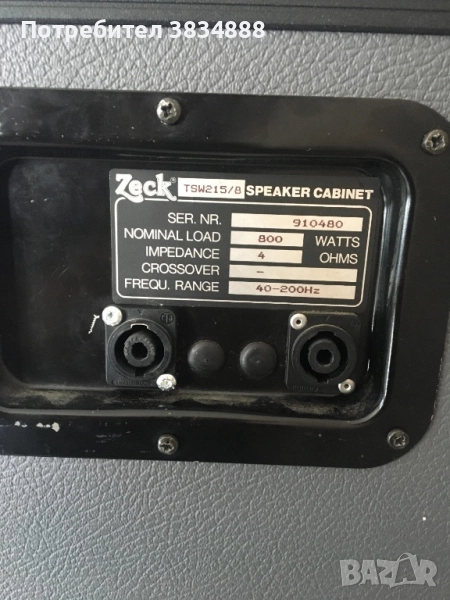 Потребител 3834888
Zeck® TSW215/8 SPEAKER CABINET
SER. NR. 910480
NOMINAL LOAD 800 WATTS
IMPEDANCE 4 OHMS
CROSSOVER –
FREQU. RANGE 40-200Hz
BAZAR